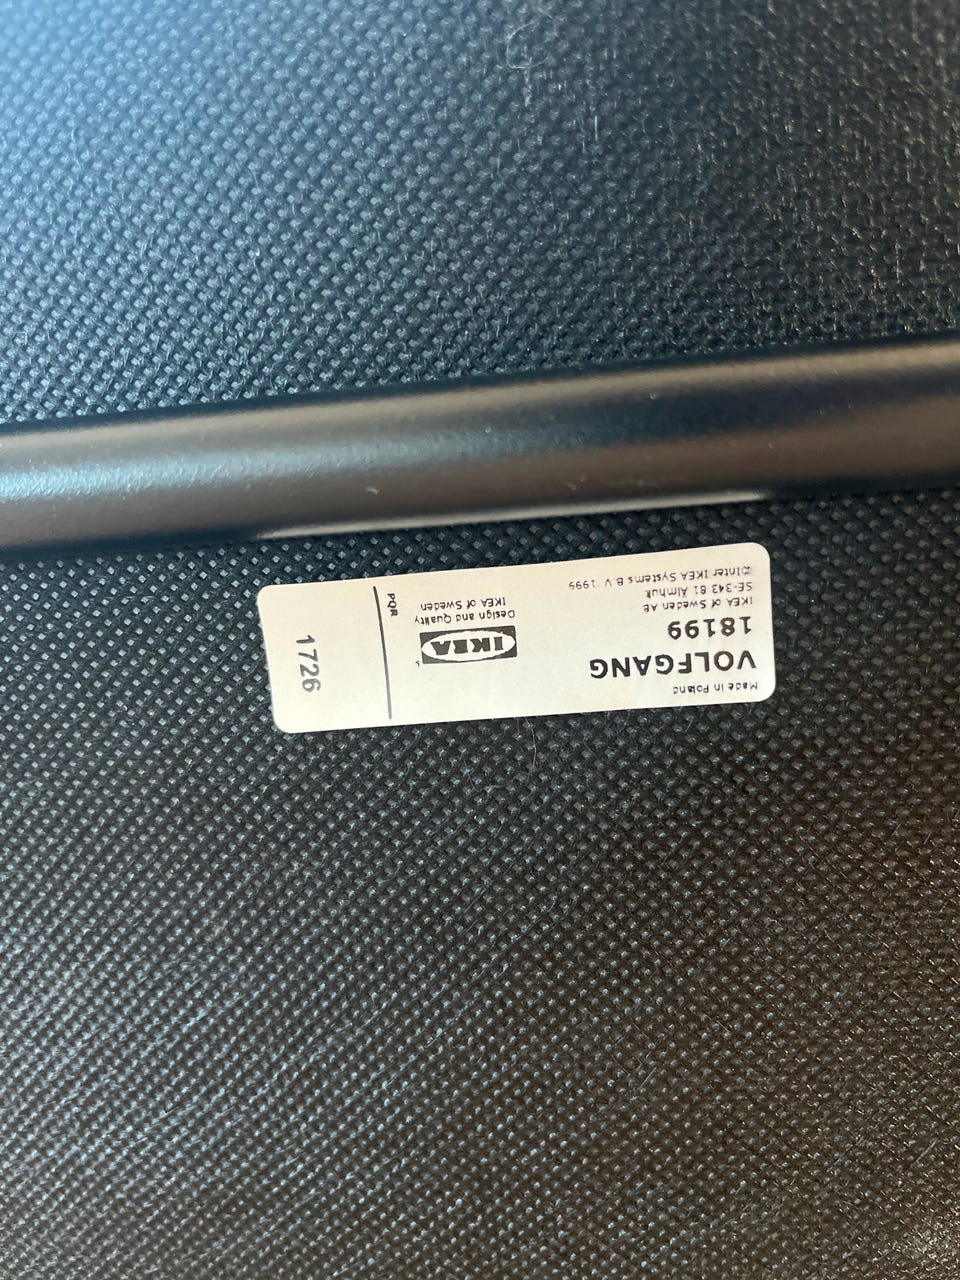 Made in Poland
VOLFGANG
18199
IKEA of Sweden AB
SE-343 81 Älmhult
©Inter IKEA Systems B.V. 1999
IKEA
Design and Quality
IKEA of Sweden
PQR
1726